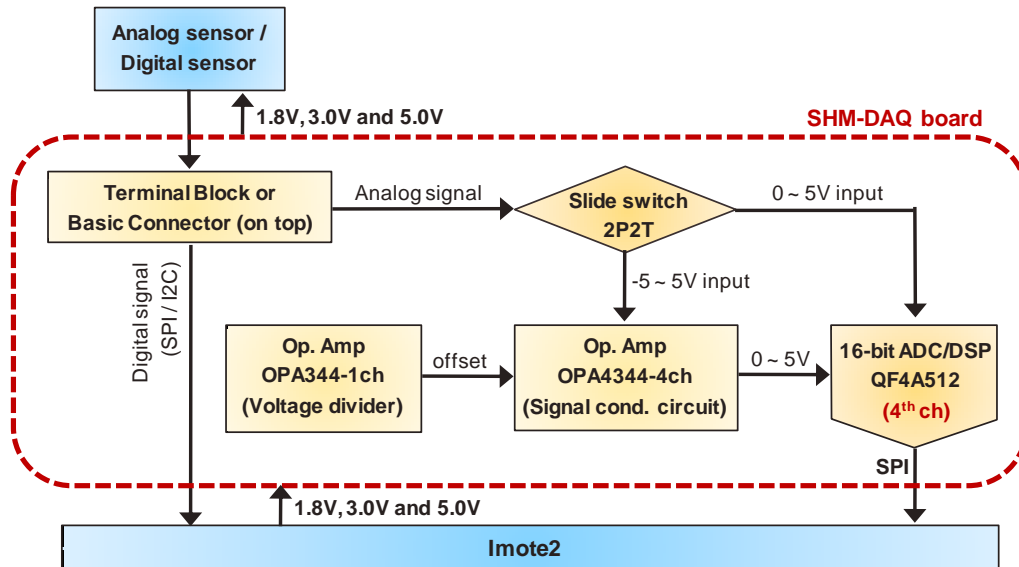 Analog sensor /
Digital sensor
1.8V, 3.0V and 5.0V
SHM-DAQ board
Terminal Block or
Basic Connector (on top)
Analog signal
Slide switch
2P2T
0 ~ 5V input
Digital signal
(SPI / I2C)
-5 ~ 5V input
Op. Amp
OPA344-1ch
(Voltage divider)
offset
Op. Amp
OPA4344-4ch
(Signal cond. circuit)
0 ~ 5V
16-bit ADC/DSP
QF4A512
(4th ch)
SPI
1.8V, 3.0V and 5.0V
Imote2